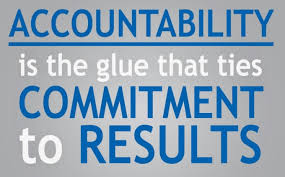 ACCOUNTABILITY
is the glue that ties
COMMITMENT
to RESULTS